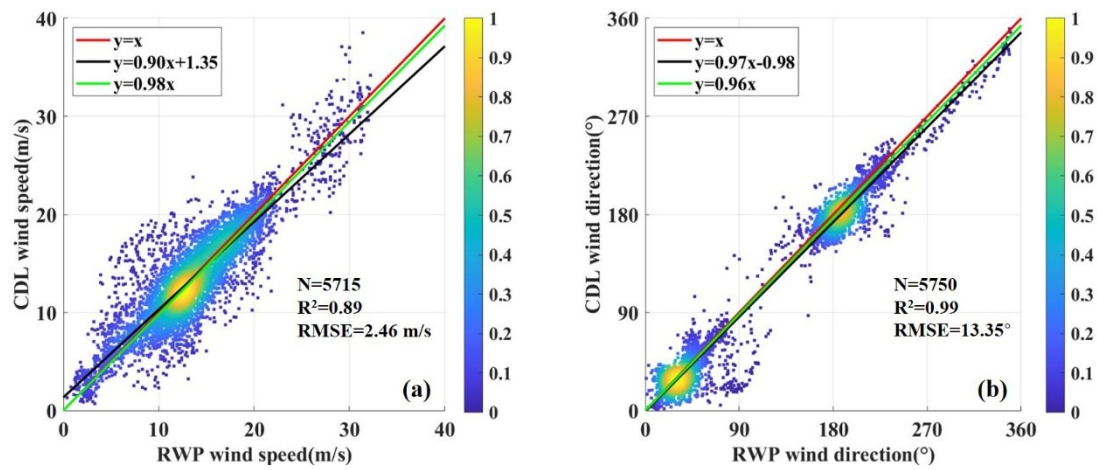 40
30
20
10
0
CDL wind speed(m/s)
y=x
y=0.90x+1.35
y=0.98x
N=5715
R²=0.89
RMSE=2.46 m/s
(a)
0 10 20 30 40
RWP wind speed(m/s)
1
0.9
0.8
0.7
0.6
0.5
0.4
0.3
0.2
0.1
0
360
270
180
90
0
CDL wind direction(°)
y=x
y=0.97x-0.98
y=0.96x
N=5750
R²=0.99
RMSE=13.35°
(b)
0 90 180 270 360
RWP wind direction(°)
1
0.9
0.8
0.7
0.6
0.5
0.4
0.3
0.2
0.1
0